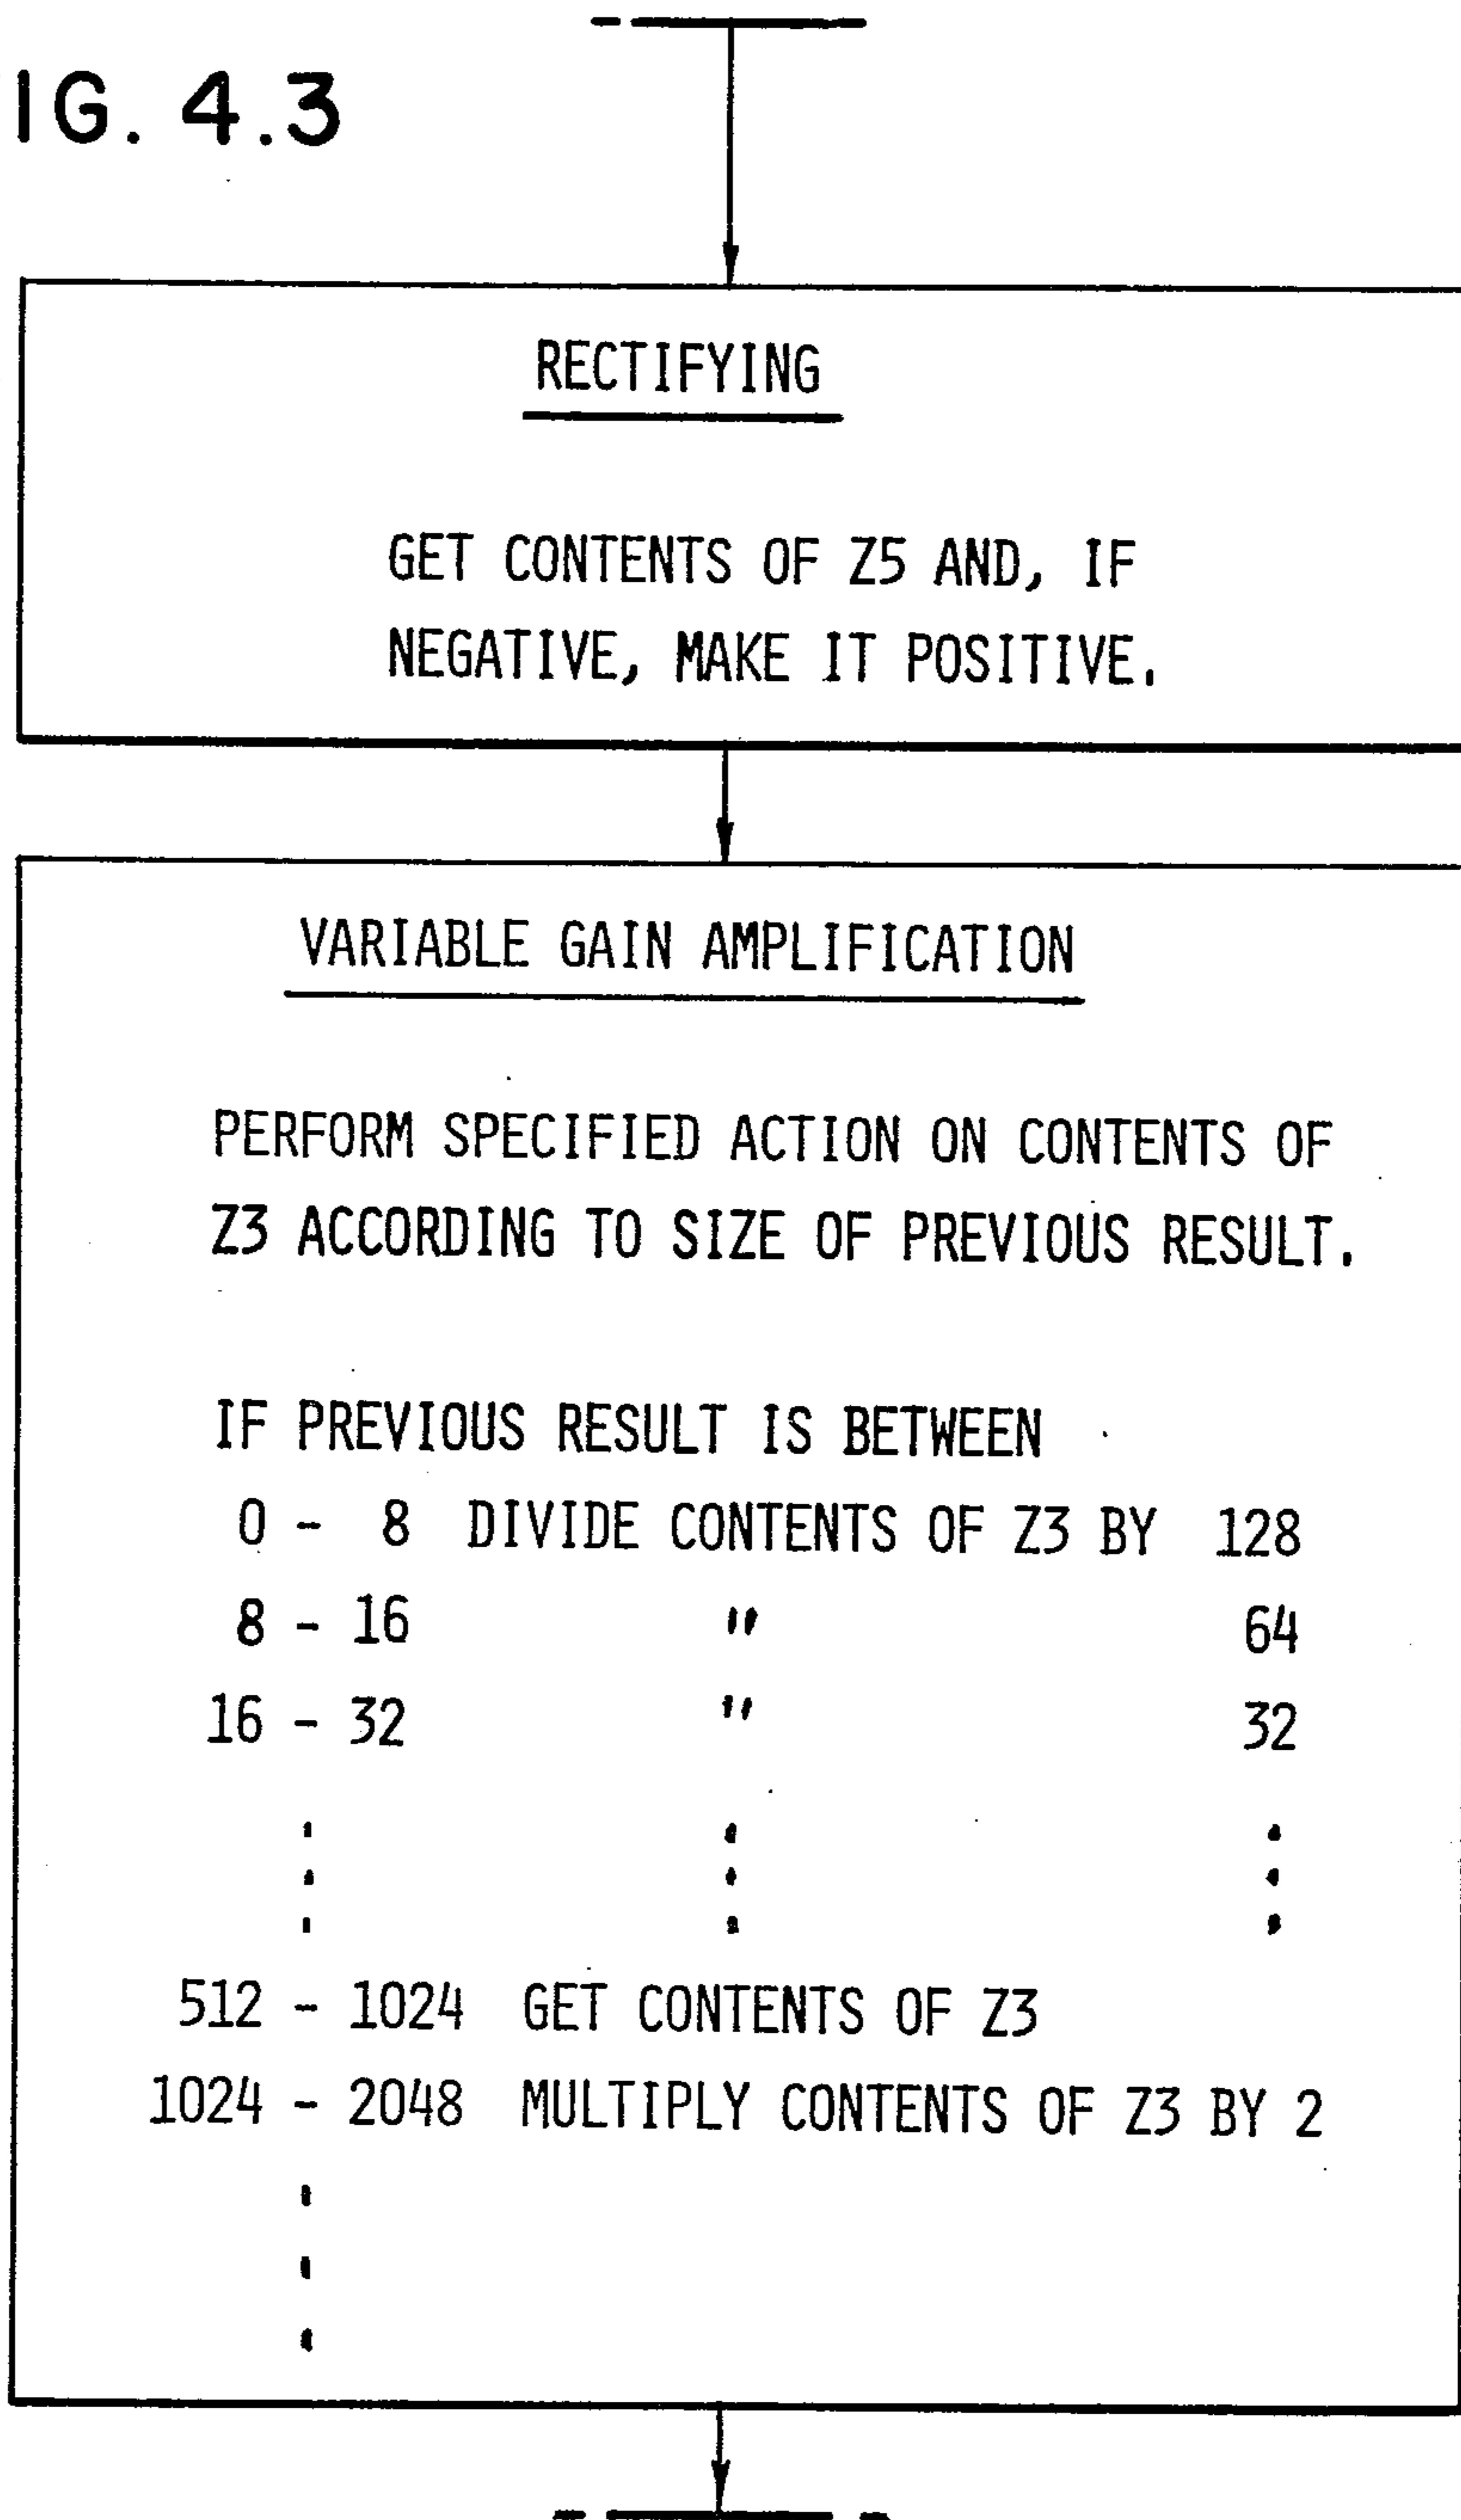 IG. 4.3
RECTIFYING
GET CONTENTS OF Z5 AND, IF
NEGATIVE, MAKE IT POSITIVE.
VARIABLE GAIN AMPLIFICATION
PERFORM SPECIFIED ACTION ON CONTENTS OF
Z3 ACCORDING TO SIZE OF PREVIOUS RESULT.
IF PREVIOUS RESULT IS BETWEEN
0 - 8 DIVIDE CONTENTS OF Z3 BY 128
8 - 16 " 64
16 - 32 " 32
512 - 1024 GET CONTENTS OF Z3
1024 - 2048 MULTIPLY CONTENTS OF Z3 BY 2